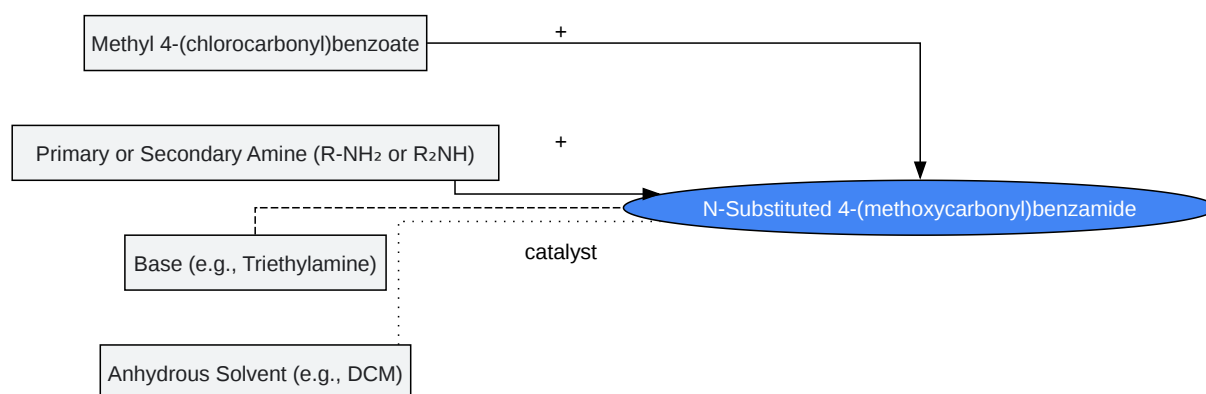 Methyl 4-(chlorocarbonyl)benzoate
+
Primary or Secondary Amine (R-NH₂ or R₂NH)
+
N-Substituted 4-(methoxycarbonyl)benzamide
Base (e.g., Triethylamine)
catalyst
Anhydrous Solvent (e.g., DCM)